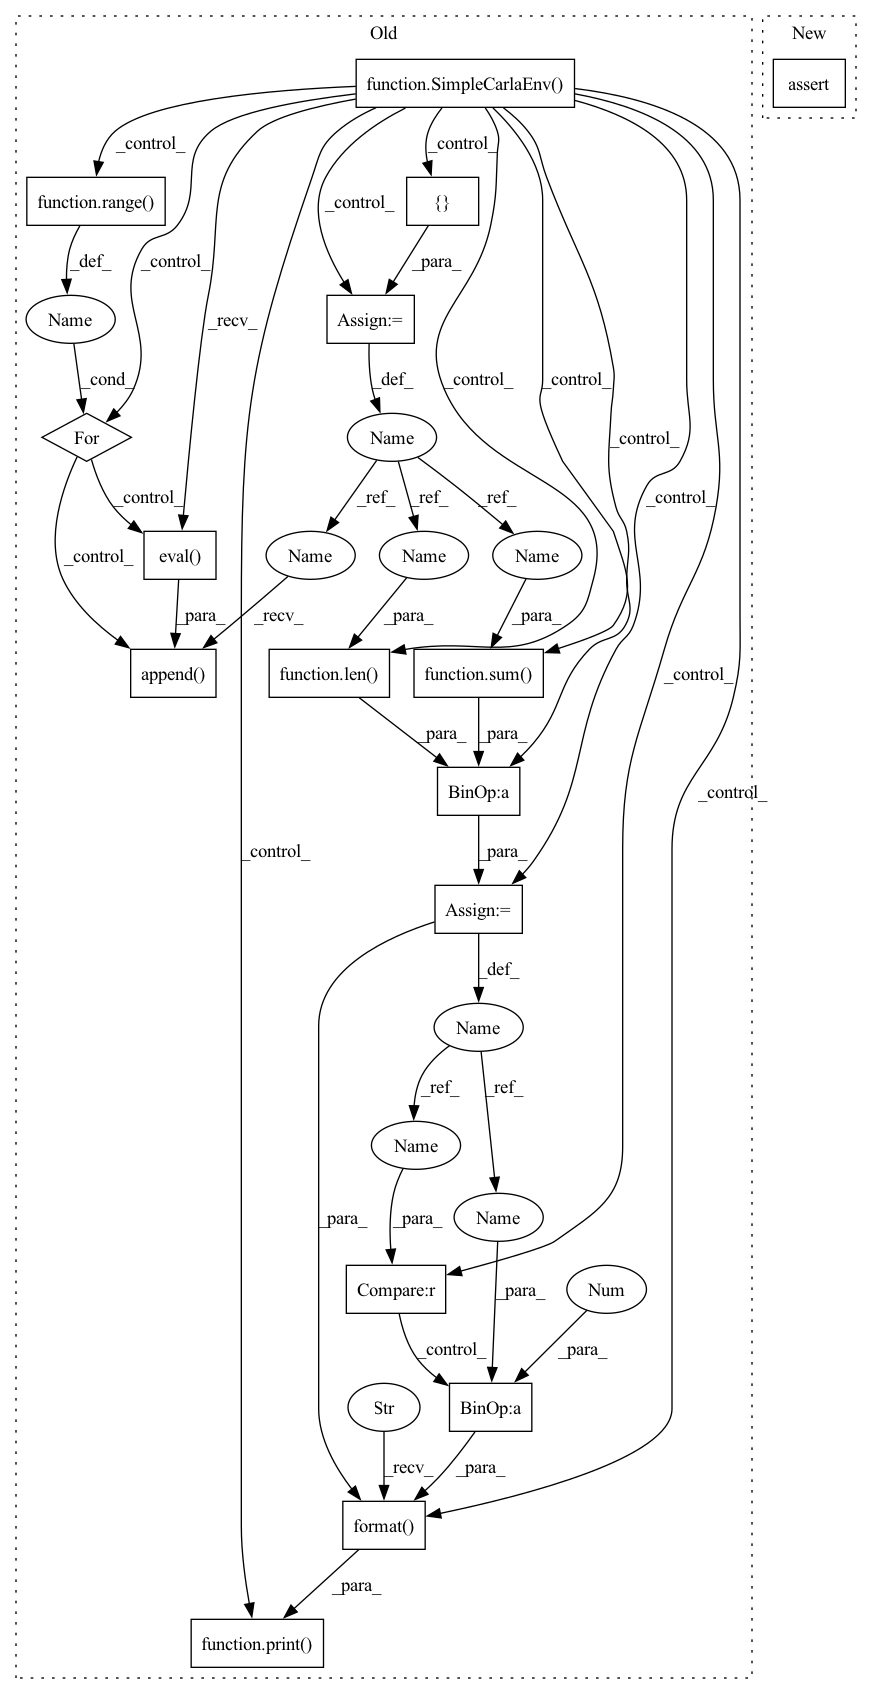 Old
New
function.SimpleCarlaEnv()
assert
_control_
_control_
function.range()
{}
_control_
_def_
_control_
_para_
_recv_
Name
Assign:=
_cond_
_def_
_control_
_control_
For
Name
_control_
_control_
_ref_
_ref_
_ref_
_control_
eval()
Name
Name
Name
_control_
_para_
_recv_
_para_
_para_
append()
function.len()
function.sum()
_control_
_para_
_para_
BinOp:a
_control_
_control_
_para_
Assign:=
_def_
Name
_ref_
_ref_
Name
_para_
_para_
Name
Compare:r
_para_
Num
_control_
_para_
Str
BinOp:a
_recv_
_para_
format()
_para_
function.print()